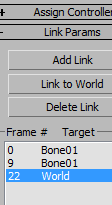 + Assign Controller
- Link Params
Add Link
Link to World
Delete Link
Frame # Target
0 Bone01
9 Bone01
22 World